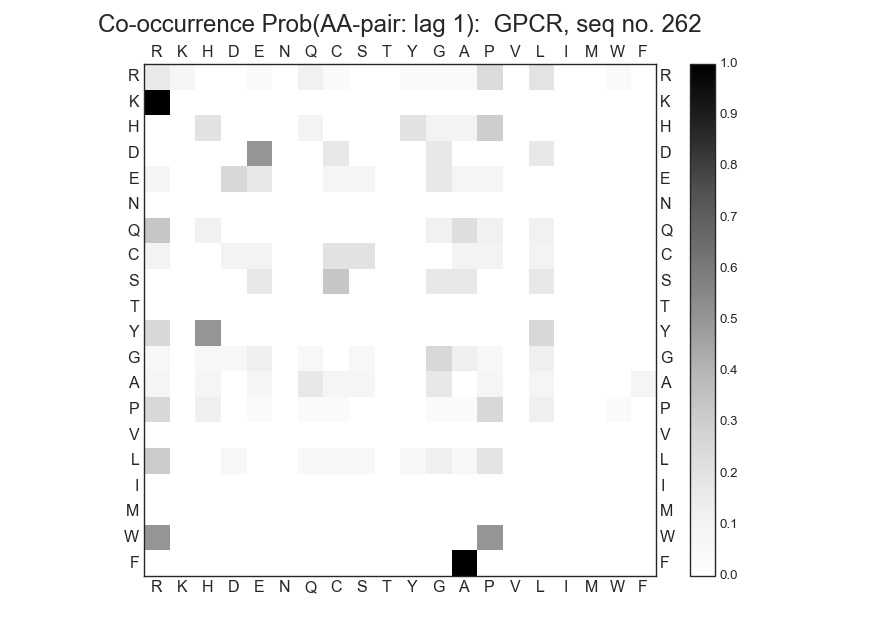 Co-occurrence Prob(AA-pair: lag 1):  GPCR, seq no. 262
R K H D E N Q C S T Y G A P V L I M W F
R R 1.0
K K 0.9
H H
D D 0.8
E E
N N 0.7
Q Q
C C 0.6
S S
T T 0.5
Y Y
G G 0.4
A A
P P 0.3
V V
L L 0.2
I I
M M 0.1
W W
F F 0.0
R K H D E N Q C S T Y G A P V L I M W F